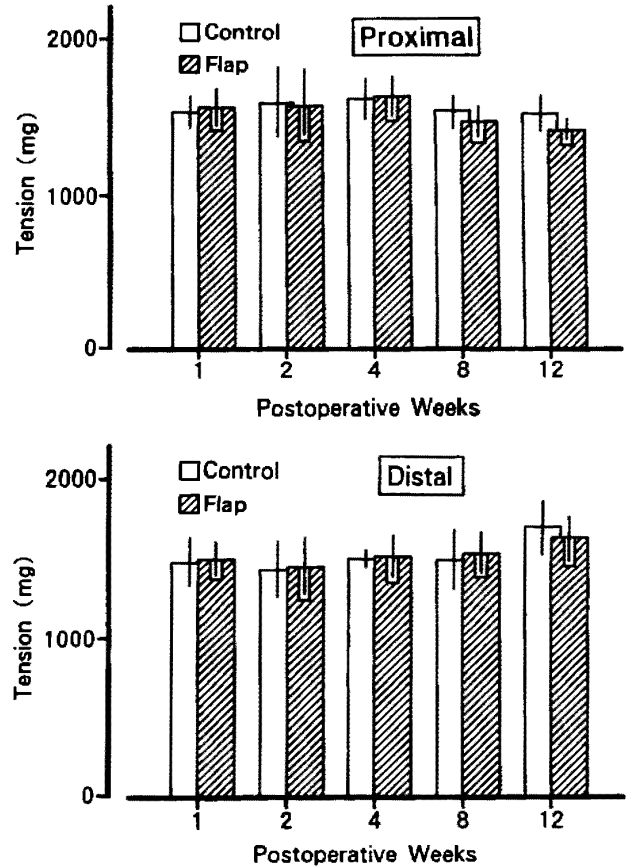 2000
Control
Proximal
Flap
Tension (mg)
1000
0
1 2 4 8 12
Postoperative Weeks
2000
Control
Distal
Flap
Tension (mg)
1000
0
1 2 4 8 12
Postoperative Weeks